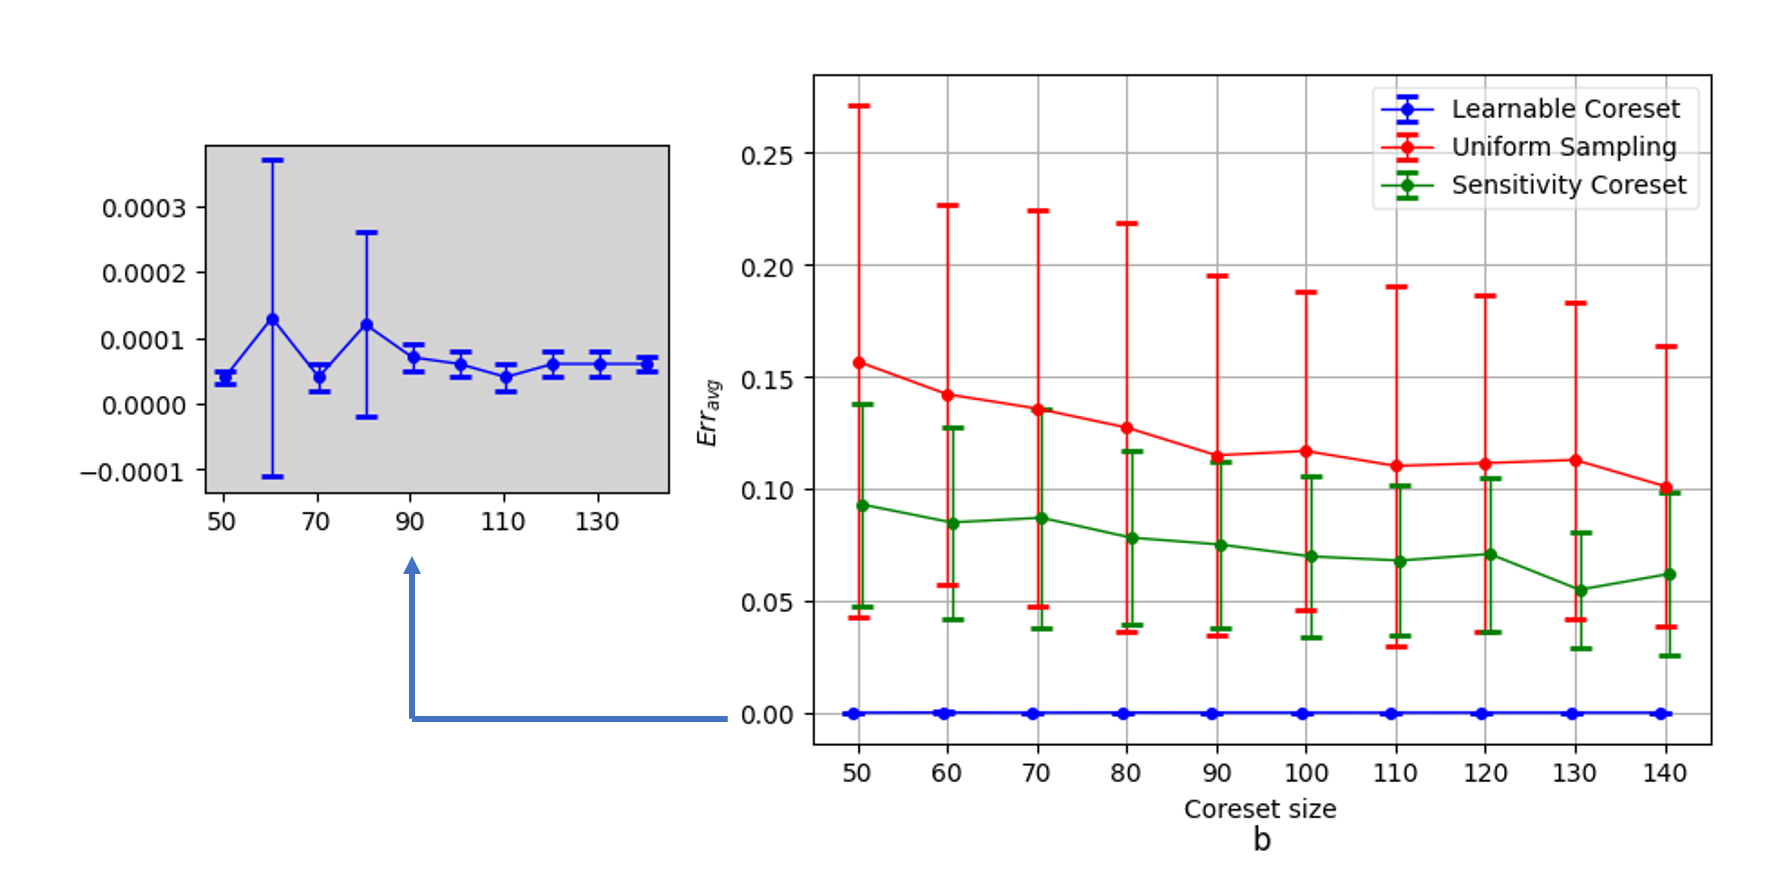 0.0003
0.0002
0.0001
0.0000
−0.0001
50 70 90 110 130
Learnable Coreset
Uniform Sampling
Sensitivity Coreset
0.25
0.20
0.15
0.10
0.05
0.00
Err_avg
50 60 70 80 90 100 110 120 130 140
Coreset size
b